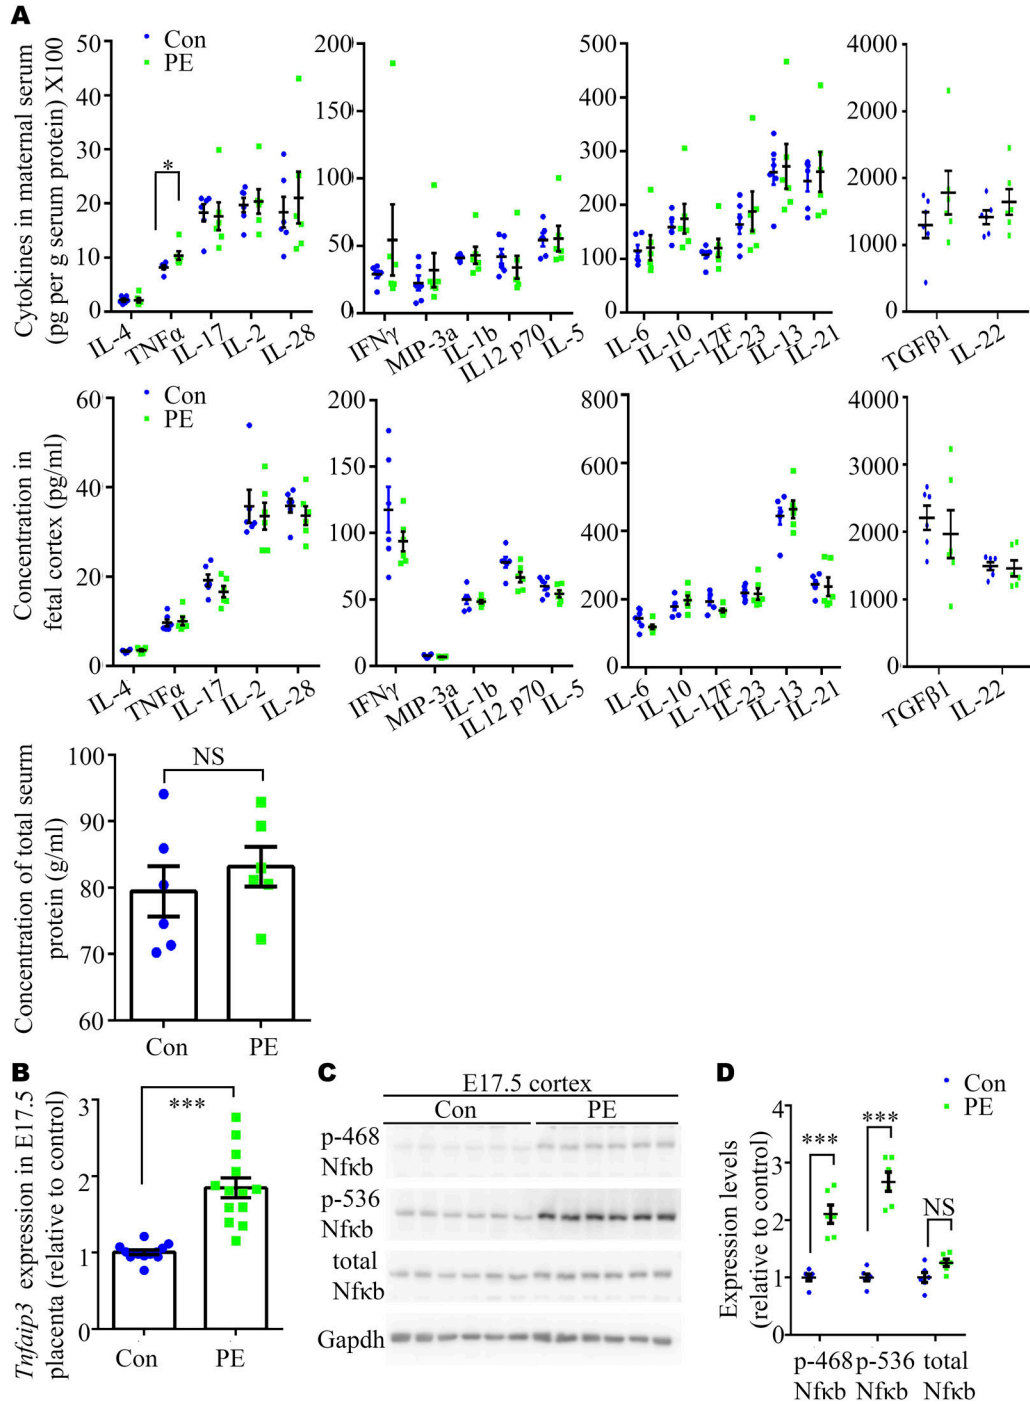 A
Cytokines in maternal serum
(pg per g serum protein) X100
Con
PE
50
40
30
20
10
0
*
IL-4
TNFα
IL-17
IL-2
IL-28
200
150
100
50
0
IFNγ
MIP-3a
IL-1b
IL12 p70
IL-5
500
400
300
200
100
0
IL-6
IL-10
IL-17F
IL-23
IL-13
IL-21
4000
2000
2000
1000
0
TGFβ1
IL-22
Concentration in
fetal cortex (pg/ml)
Con
PE
60
40
20
0
IL-4
TNFα
IL-17
IL-2
IL-28
200
150
100
50
0
IFNγ
MIP-3a
IL-1b
IL12 p70
IL-5
800
600
400
200
0
IL-6
IL-10
IL-17F
IL-23
IL-13
IL-21
4000
3000
2000
1000
0
TGFβ1
IL-22
Concentration of total seurm
protein (g/ml)
100
90
80
70
60
NS
Con
PE
B
Tnfaip3 expression in E17.5
placenta (relative to control)
3
2
1
0
***
Con
PE
C
E17.5 cortex
Con
PE
p-468
Nfκb
p-536
Nfκb
total
Nfκb
Gapdh
D
Con
PE
Expression levels
(relative to control)
4
3
2
1
0
***
***
NS
p-468 p-536 total
Nfκb Nfκb Nfκb